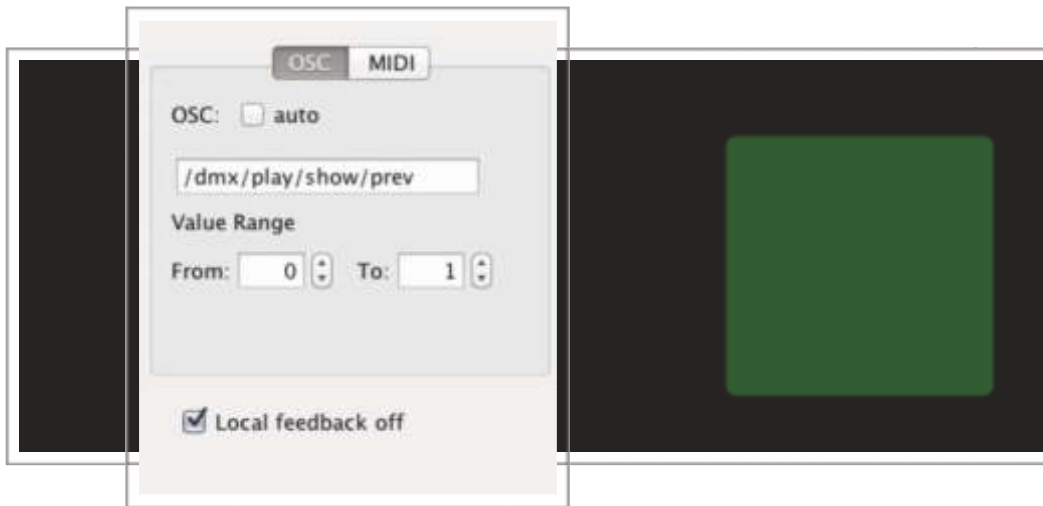 OSC MIDI
OSC: auto
/dmx/play/show/prev
Value Range
From: 0 To: 1
Local feedback off